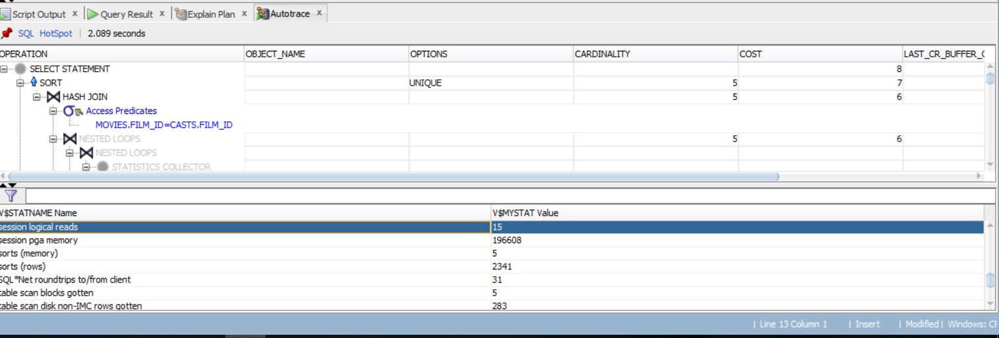 Script Output x Query Result x Explain Plan x Autotrace x
SQL HotSpot | 2.089 seconds
OPERATION OBJECT_NAME OPTIONS CARDINALITY COST LAST_CR_BUFFER_
SELECT STATEMENT 8
SORT UNIQUE 5 7
HASH JOIN 5 6
Access Predicates
MOVIES.FILM_ID=CASTS.FILM_ID
NESTED LOOPS 5 6
NESTED LOOPS
STATISTICS COLLECTOR
V$STATNAME Name V$MYSTAT Value
session logical reads 15
session pga memory 196608
sorts (memory) 5
sorts (rows) 2341
SQL*Net roundtrips to/from client 31
table scan blocks gotten 5
table scan disk non-IMC rows gotten 283
| Line 13 Column 1 | Insert | Modified | Windows: